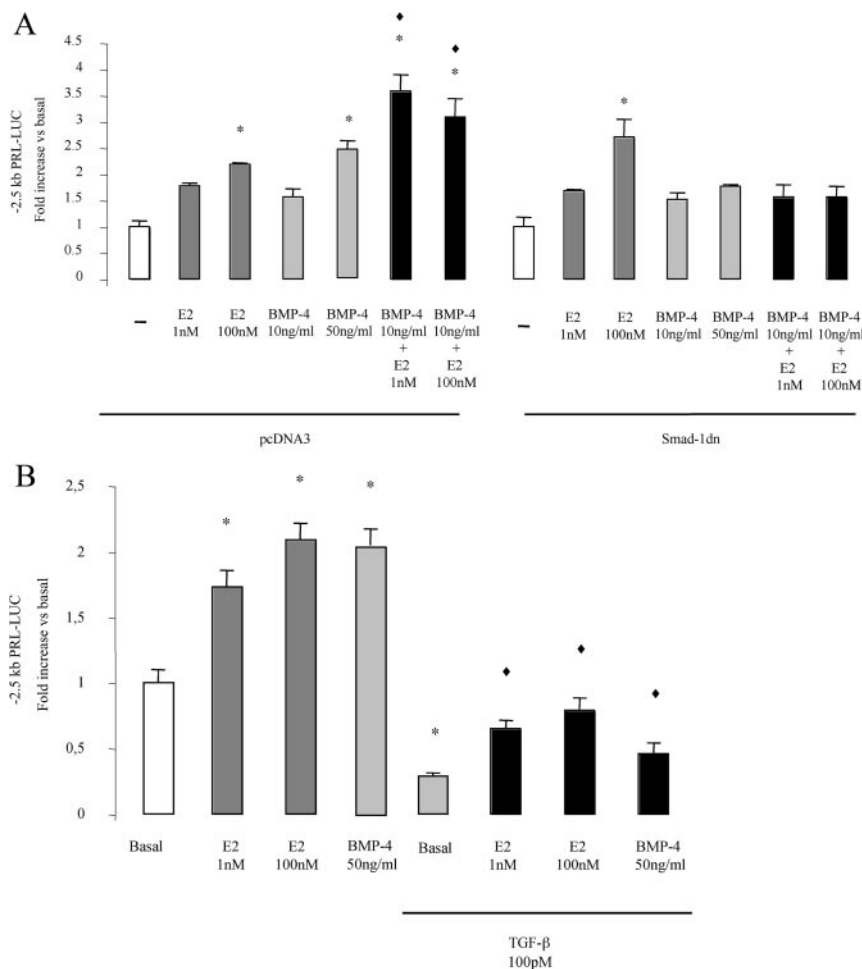 A
-2.5 kb PRL-LUC
Fold increase vs basal
4.5
4
3.5
3
2.5
2
1.5
1
0.5
0
♦
*
♦
*
*
*
*
–
E2
1nM
E2
100nM
BMP-4
10ng/ml
BMP-4
50ng/ml
BMP-4
10ng/ml
+
E2
1nM
BMP-4
10ng/ml
+
E2
100nM
–
E2
1nM
E2
100nM
BMP-4
10ng/ml
BMP-4
50ng/ml
BMP-4
10ng/ml
+
E2
1nM
BMP-4
10ng/ml
+
E2
100nM
pcDNA3
Smad-1dn
B
-2.5 kb PRL-LUC
Fold increase vs basal
2,5
2
1,5
1
0,5
0
*
*
*
*
♦
♦
♦
Basal
E2
1nM
E2
100nM
BMP-4
50ng/ml
Basal
E2
1nM
E2
100nM
BMP-4
50ng/ml
TGF-β
100pM